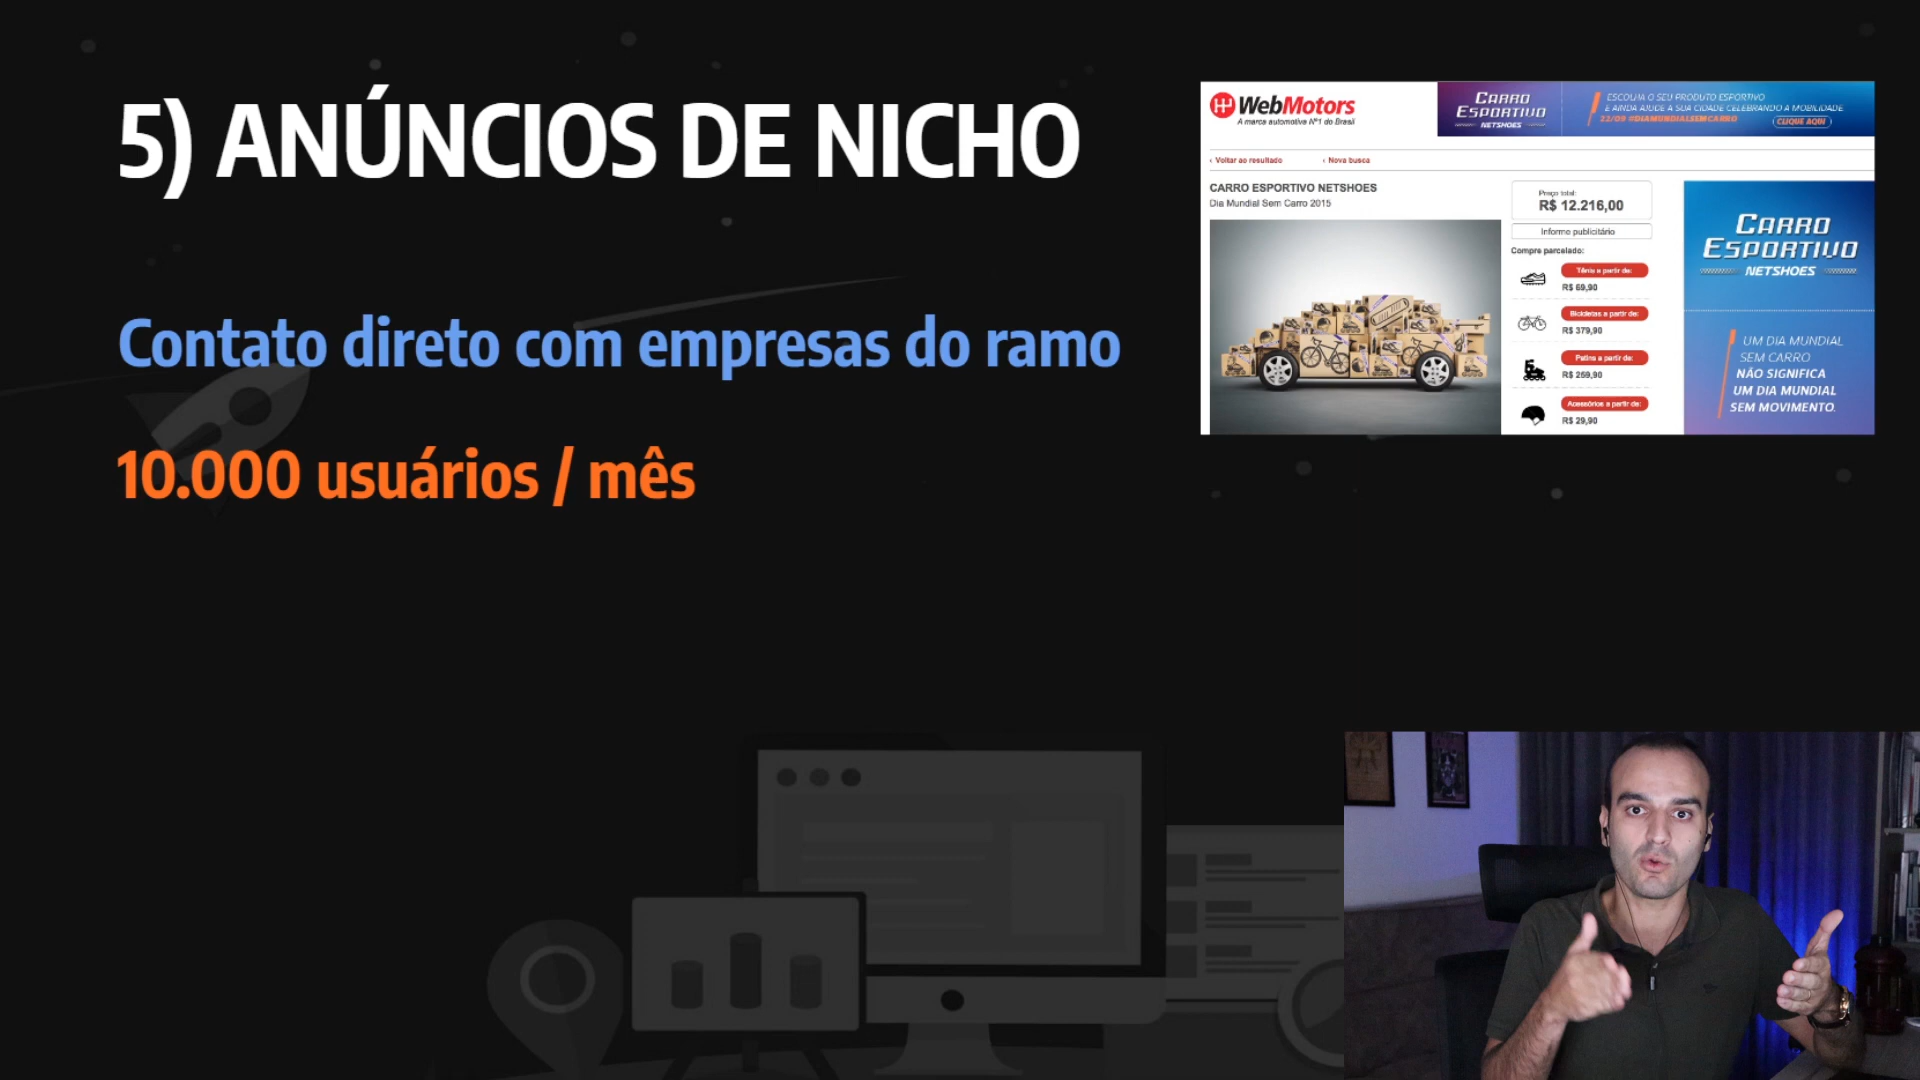 5) ANÚNCIOS DE NICHO
Contato direto com empresas do ramo
10.000 usuários / mês
WebMotors
A marca automotiva Nº1 do Brasil
CARRO
ESPORTIVO
NETSHOES
ESCOLHA O SEU PRODUTO ESPORTIVO
E AINDA AJUDE A SUA CIDADE CELEBRANDO A MOBILIDADE
22/09 #DIAMUNDIALSEMCARRO
CLIQUE AQUI
‹ Voltar ao resultado
‹ Nova busca
CARRO ESPORTIVO NETSHOES
Dia Mundial Sem Carro 2015
Preço total:
R$ 12.216,00
Informe publicitário
Compre parcelado:
Tênis a partir de:
R$ 69,90
Bicicletas a partir de:
R$ 379,90
Patins a partir de:
R$ 259,90
Acessórios a partir de:
R$ 29,90
CARRO
ESPORTIVO
NETSHOES
UM DIA MUNDIAL
SEM CARRO
NÃO SIGNIFICA
UM DIA MUNDIAL
SEM MOVIMENTO.